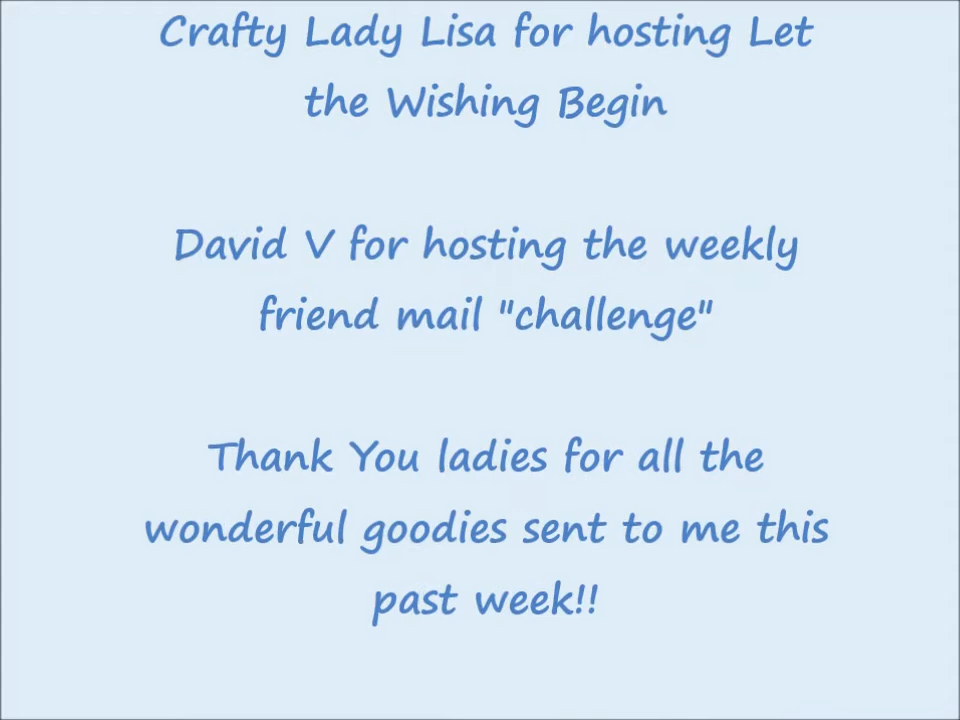 Crafty Lady Lisa for hosting Let
the Wishing Begin
David V for hosting the weekly
friend mail "challenge"
Thank You ladies for all the
wonderful goodies sent to me this
past week!!